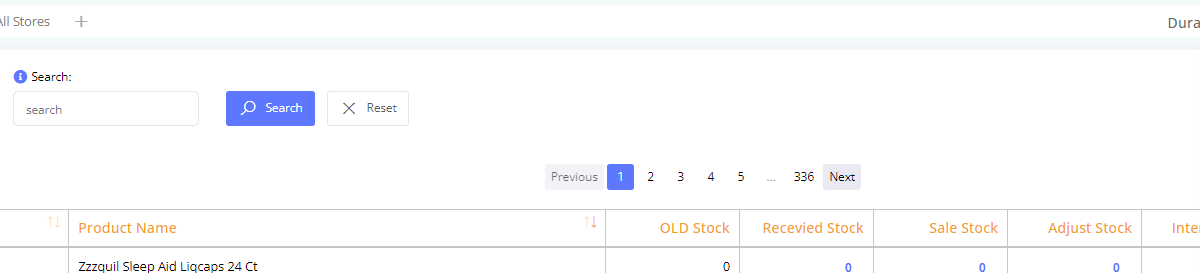 All Stores + Dura
Search:
search Search Reset
Previous 1 2 3 4 5 ... 336 Next
Product Name OLD Stock Recevied Stock Sale Stock Adjust Stock Inte
Zzzquil Sleep Aid Liqcaps 24 Ct 0 0 0 0